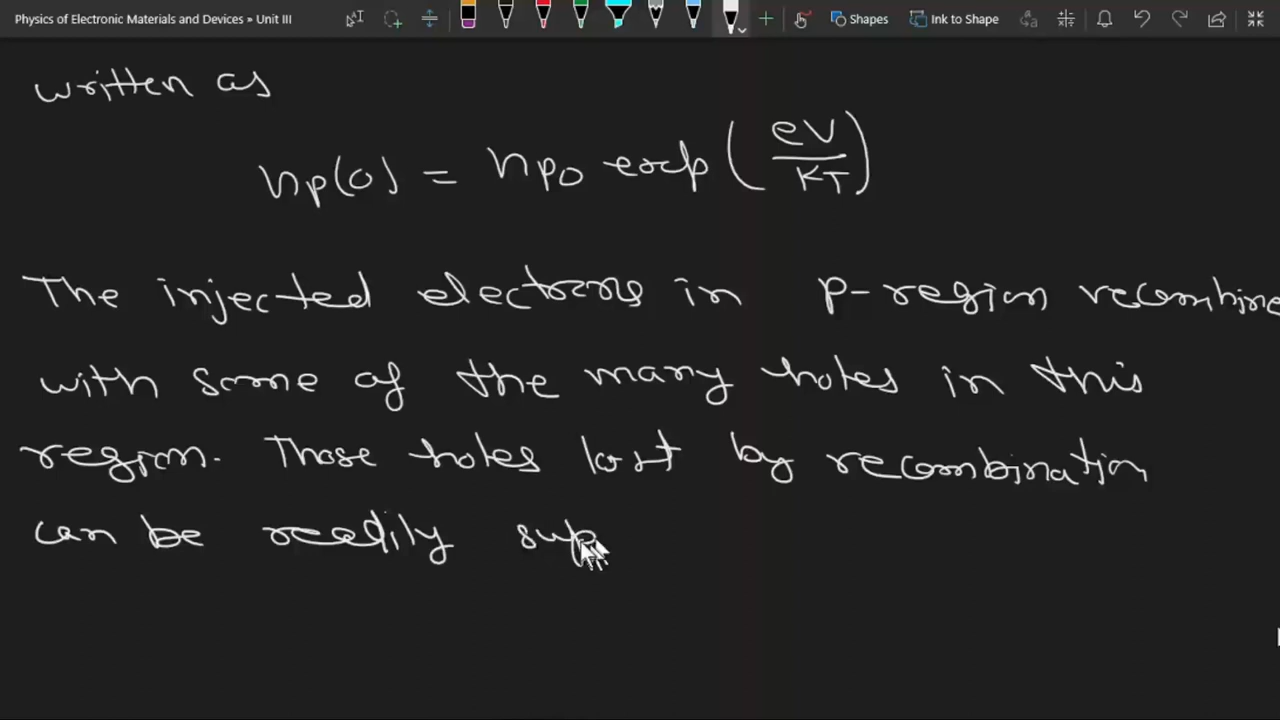 Physics of Electronic Materials and Devices » Unit III
Shapes
Ink to Shape
written as
np(0) = npo exp (eV/KT)
The injected electrons in p-region recombine
with some of the many holes in this
region. Those holes lost by recombination
can be readily sup